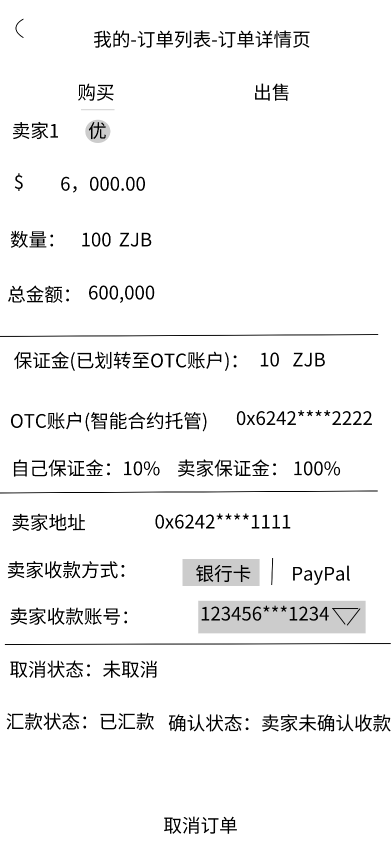 我的-订单列表-订单详情页
购买 出售
卖家1 优
$ 6，000.00
数量： 100 ZJB
总金额： 600,000
保证金(已划转至OTC账户)： 10 ZJB
OTC账户(智能合约托管) 0x6242****2222
自己保证金：10% 卖家保证金： 100%
卖家地址 0x6242****1111
卖家收款方式： 银行卡 | PayPal
卖家收款账号： 123456***1234
取消状态：未取消
汇款状态：已汇款 确认状态：卖家未确认收款
取消订单